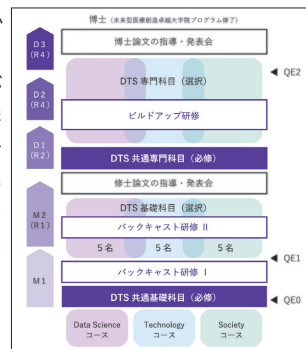 博士（未来型医療創造卓越大学院プログラム修了）
D3
(R4)
博士論文の指導・発表会
DTS 専門科目（選択）
QE2
D2
(R4)
ビルドアップ研修
D1
(R2)
DTS 共通専門科目（必修）
修士論文の指導・発表会
M2
(R1)
DTS 基礎科目（選択）
バックキャスト研修 II
5名 5名 5名
QE1
M1
バックキャスト研修 I
DTS 共通基礎科目（必修）
QE0
Data Science
コース
Technology
コース
Society
コース